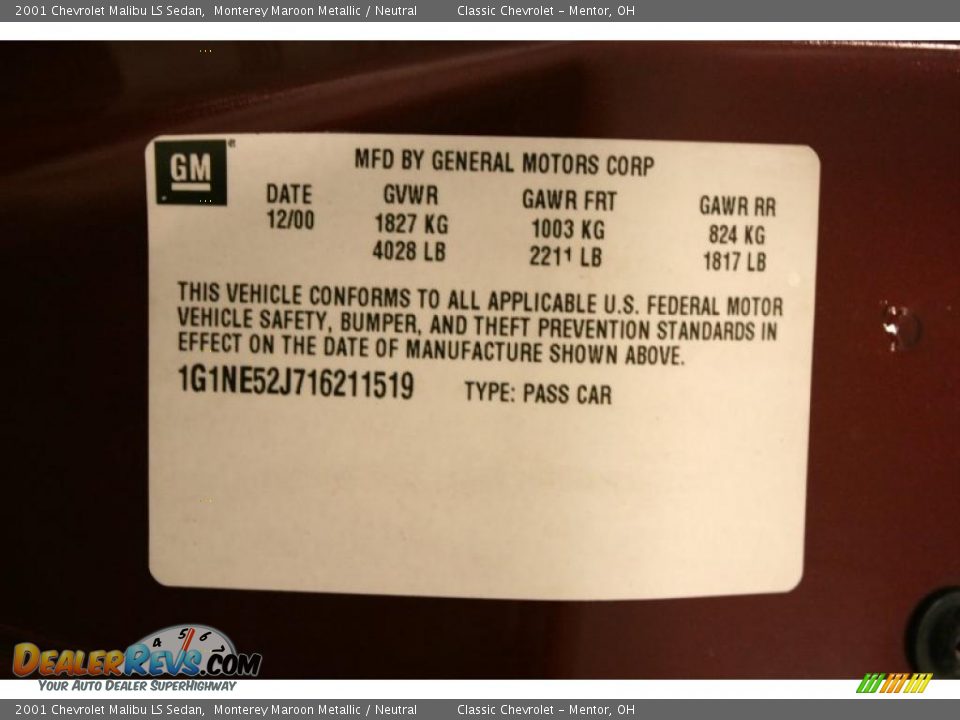 2001 Chevrolet Malibu LS Sedan, Monterey Maroon Metallic / Neutral Classic Chevrolet - Mentor, OH
GM®
MFD BY GENERAL MOTORS CORP
DATE GVWR GAWR FRT GAWR RR
12/00 1827 KG 1003 KG 824 KG
4028 LB 2211 LB 1817 LB
THIS VEHICLE CONFORMS TO ALL APPLICABLE U.S. FEDERAL MOTOR
VEHICLE SAFETY, BUMPER, AND THEFT PREVENTION STANDARDS IN
EFFECT ON THE DATE OF MANUFACTURE SHOWN ABOVE.
1G1NE52J716211519 TYPE: PASS CAR
4 5 6
DEALERREVS.COM
YOUR AUTO DEALER SUPERHIGHWAY
2001 Chevrolet Malibu LS Sedan, Monterey Maroon Metallic / Neutral Classic Chevrolet - Mentor, OH